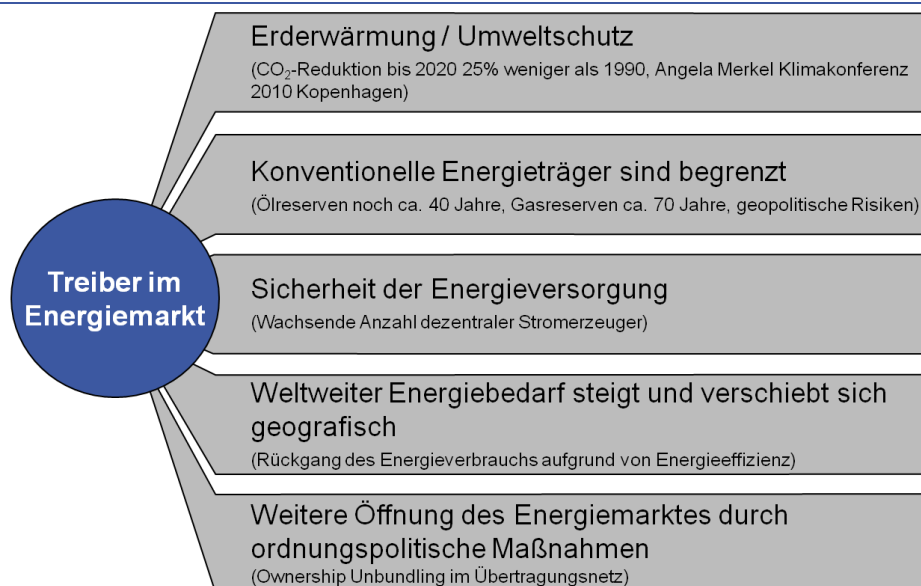 Erderwärmung / Umweltschutz
(CO₂-Reduktion bis 2020 25% weniger als 1990, Angela Merkel Klimakonferenz
2010 Kopenhagen)
Konventionelle Energieträger sind begrenzt
(Ölreserven noch ca. 40 Jahre, Gasreserven ca. 70 Jahre, geopolitische Risiken)
Treiber im
Energiemarkt
Sicherheit der Energieversorgung
(Wachsende Anzahl dezentraler Stromerzeuger)
Weltweiter Energiebedarf steigt und verschiebt sich
geografisch
(Rückgang des Energieverbrauchs aufgrund von Energieeffizienz)
Weitere Öffnung des Energiemarktes durch
ordnungspolitische Maßnahmen
(Ownership Unbundling im Übertragungsnetz)